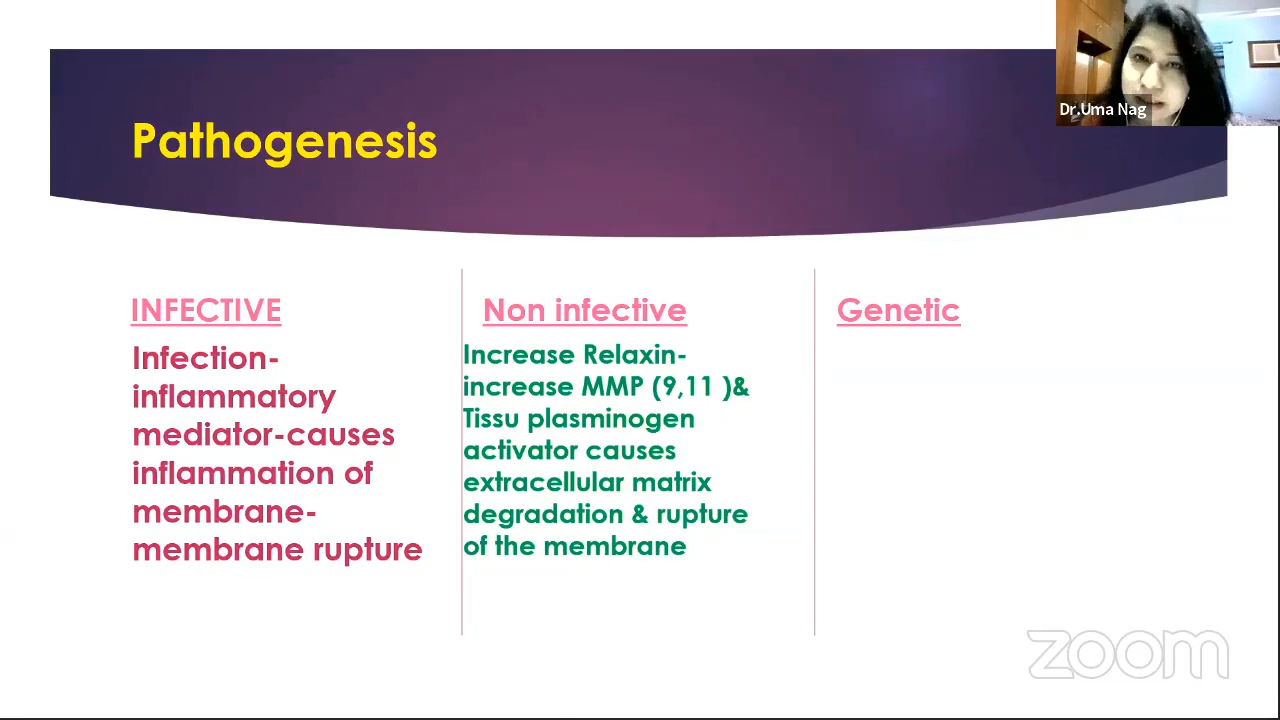 Dr.Uma Nag
Pathogenesis
INFECTIVE
Infection-
inflammatory
mediator-causes
inflammation of
membrane-
membrane rupture
Non infective
Increase Relaxin-
increase MMP (9,11 )&
Tissu plasminogen
activator causes
extracellular matrix
degradation & rupture
of the membrane
Genetic
zoom